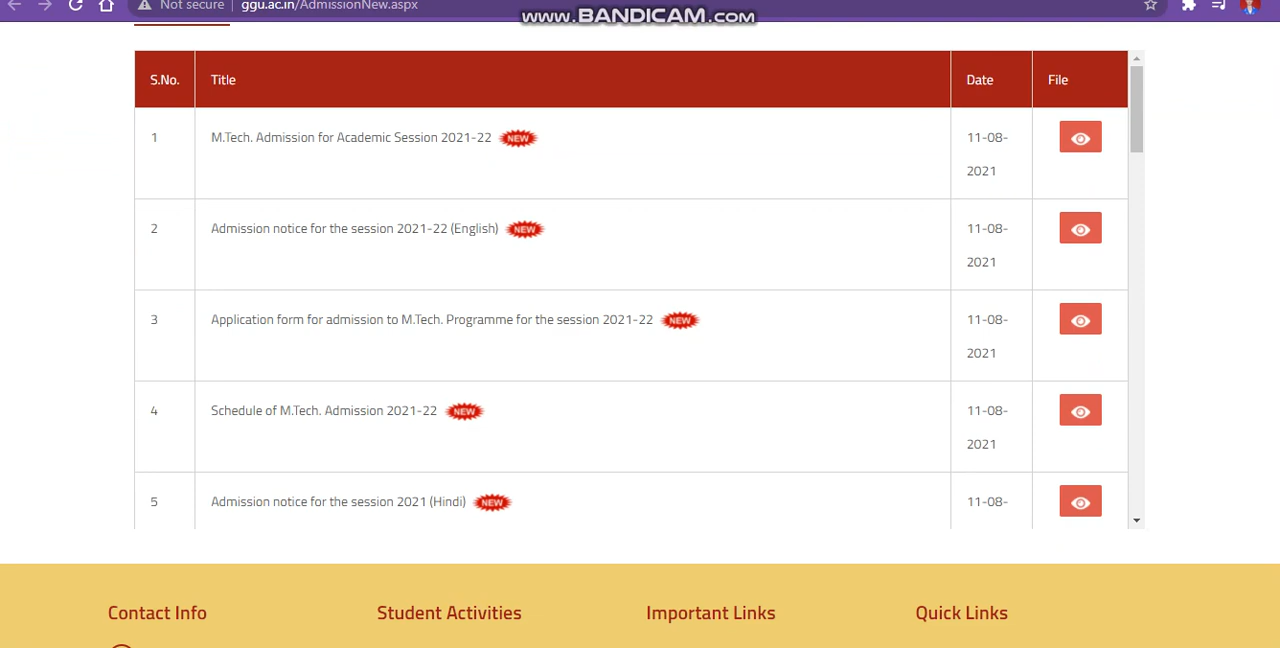 Not secure ggu.ac.in/AdmissionNew.aspx
www.BANDICAM.com
S.No. Title Date File
1 M.Tech. Admission for Academic Session 2021-22 NEW 11-08-
2021
2 Admission notice for the session 2021-22 (English) NEW 11-08-
2021
3 Application form for admission to M.Tech. Programme for the session 2021-22 NEW 11-08-
2021
4 Schedule of M.Tech. Admission 2021-22 NEW 11-08-
2021
5 Admission notice for the session 2021 (Hindi) NEW 11-08-
Contact Info Student Activities Important Links Quick Links